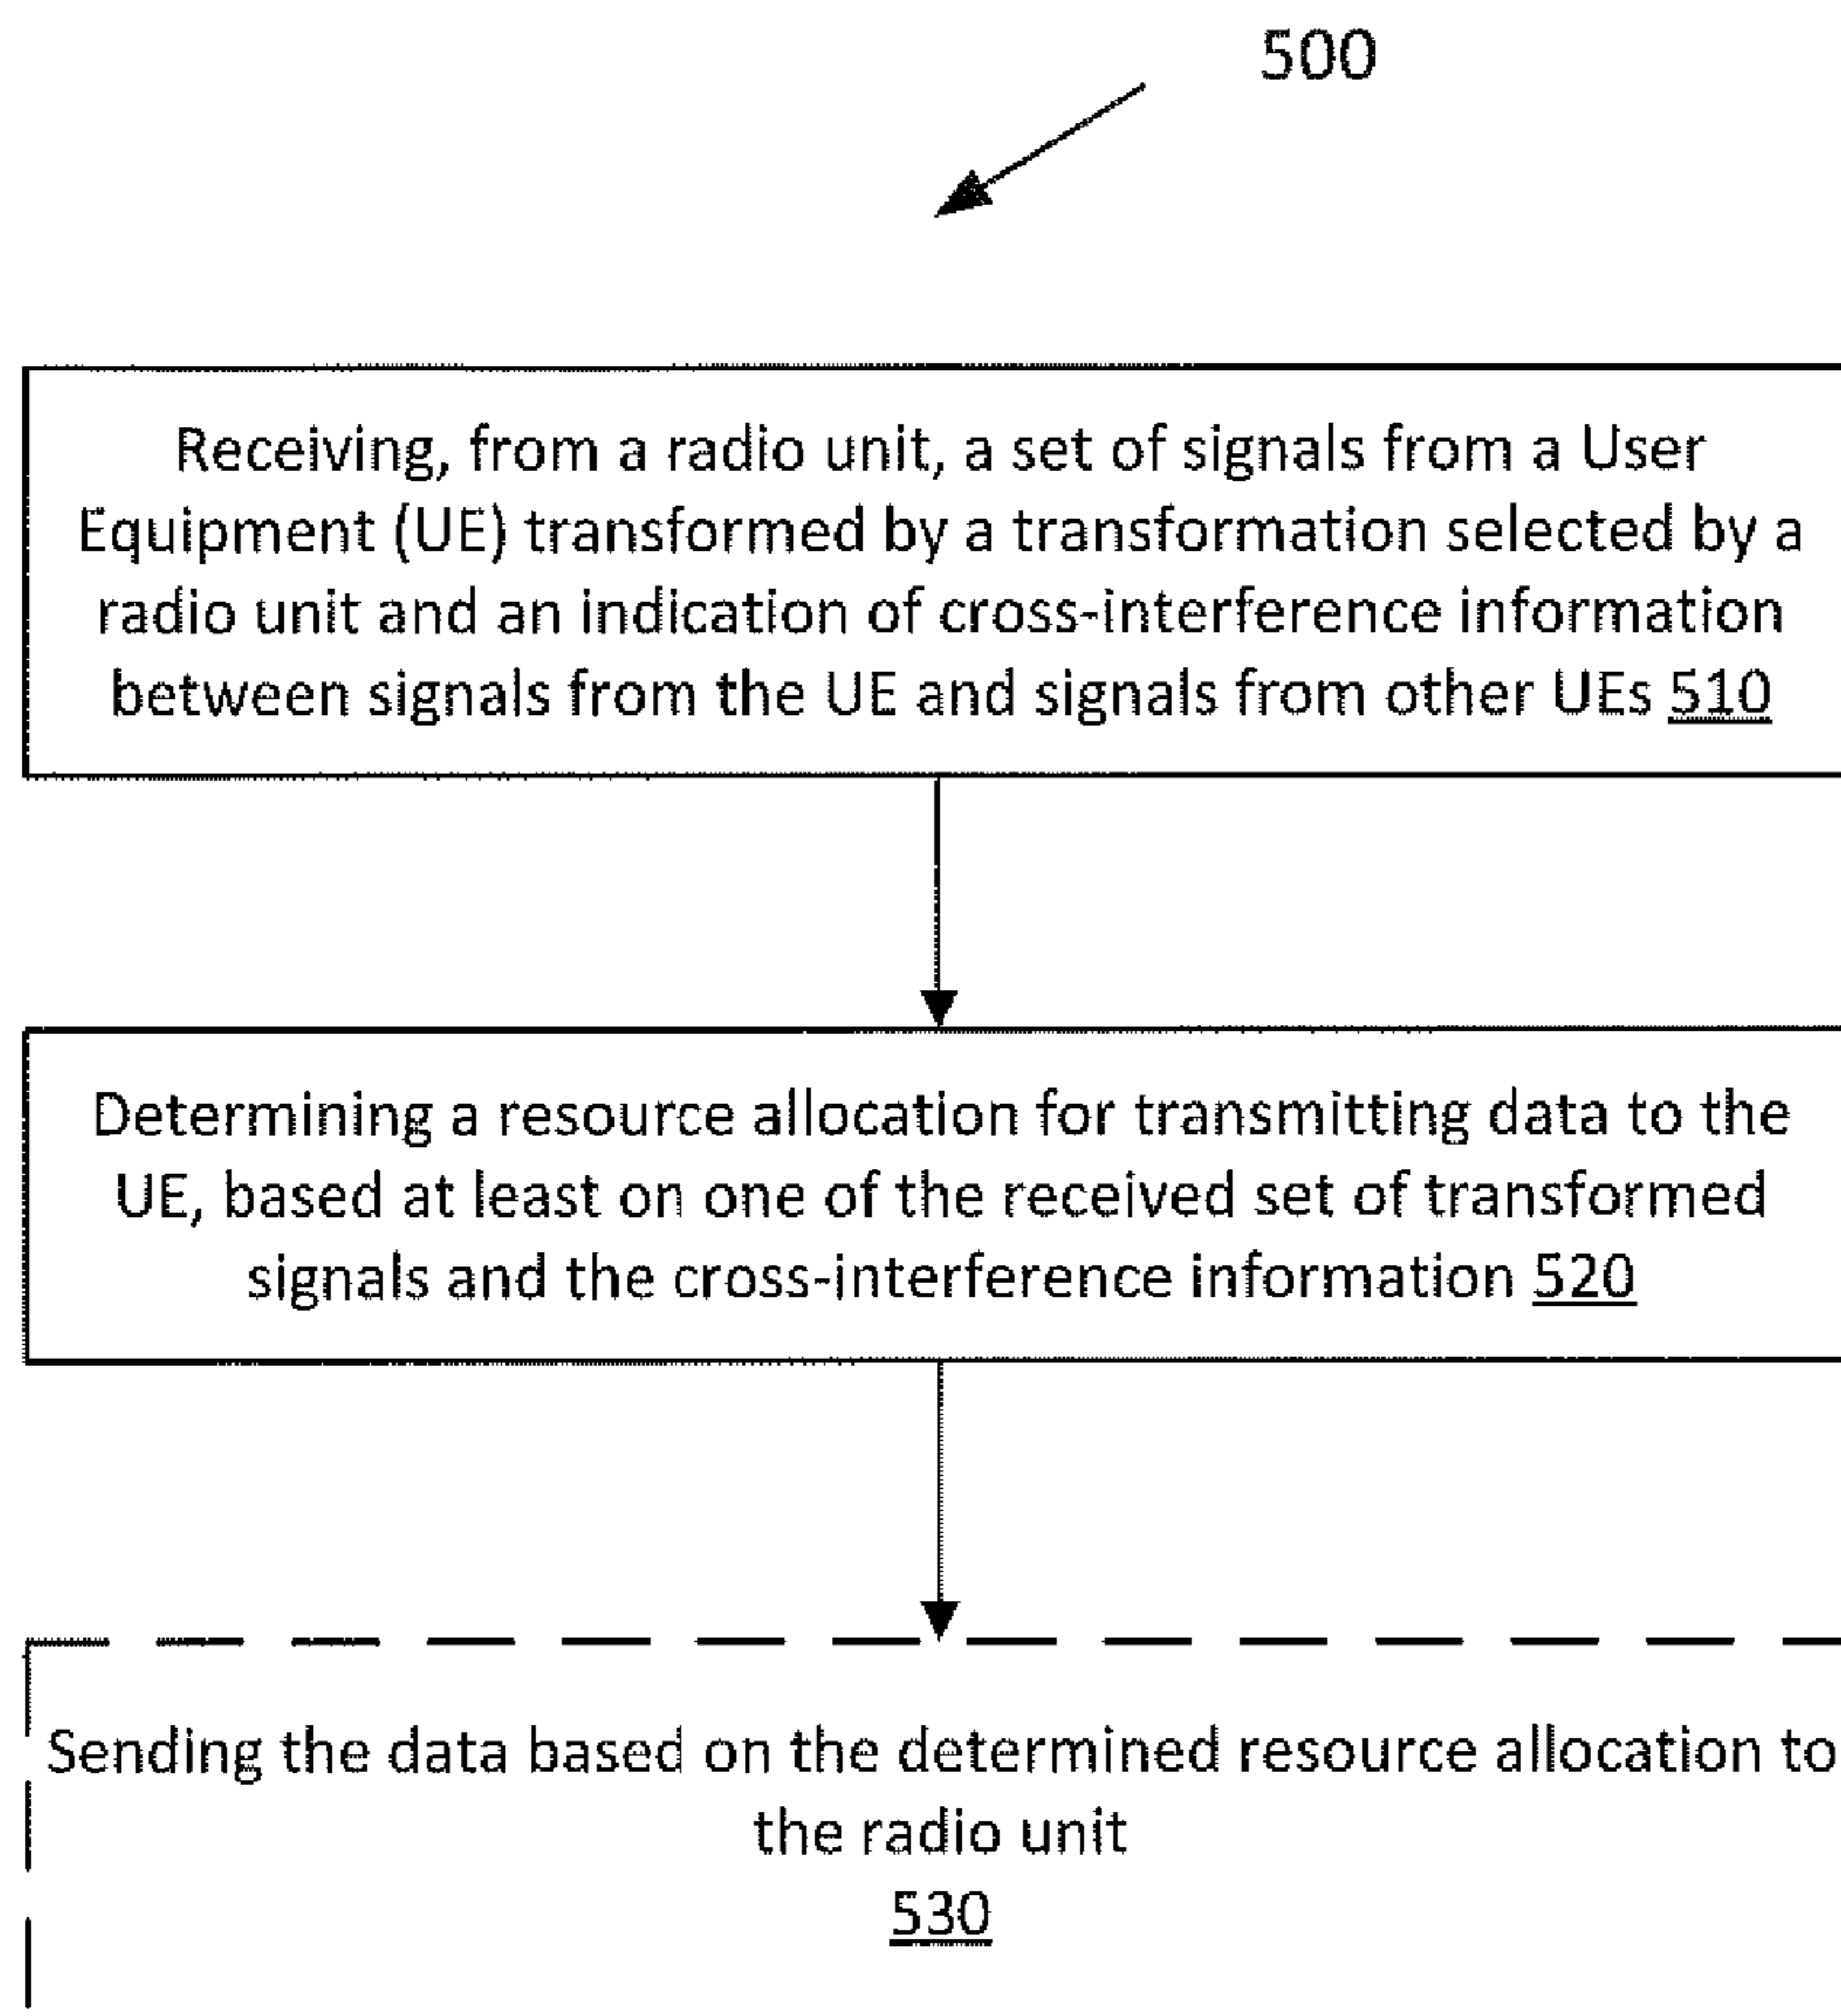 500
Receiving, from a radio unit, a set of signals from a User
Equipment (UE) transformed by a transformation selected by a
radio unit and an indication of cross-interference information
between signals from the UE and signals from other UEs 510
Determining a resource allocation for transmitting data to the
UE, based at least on one of the received set of transformed
signals and the cross-interference information 520
Sending the data based on the determined resource allocation to
the radio unit
530